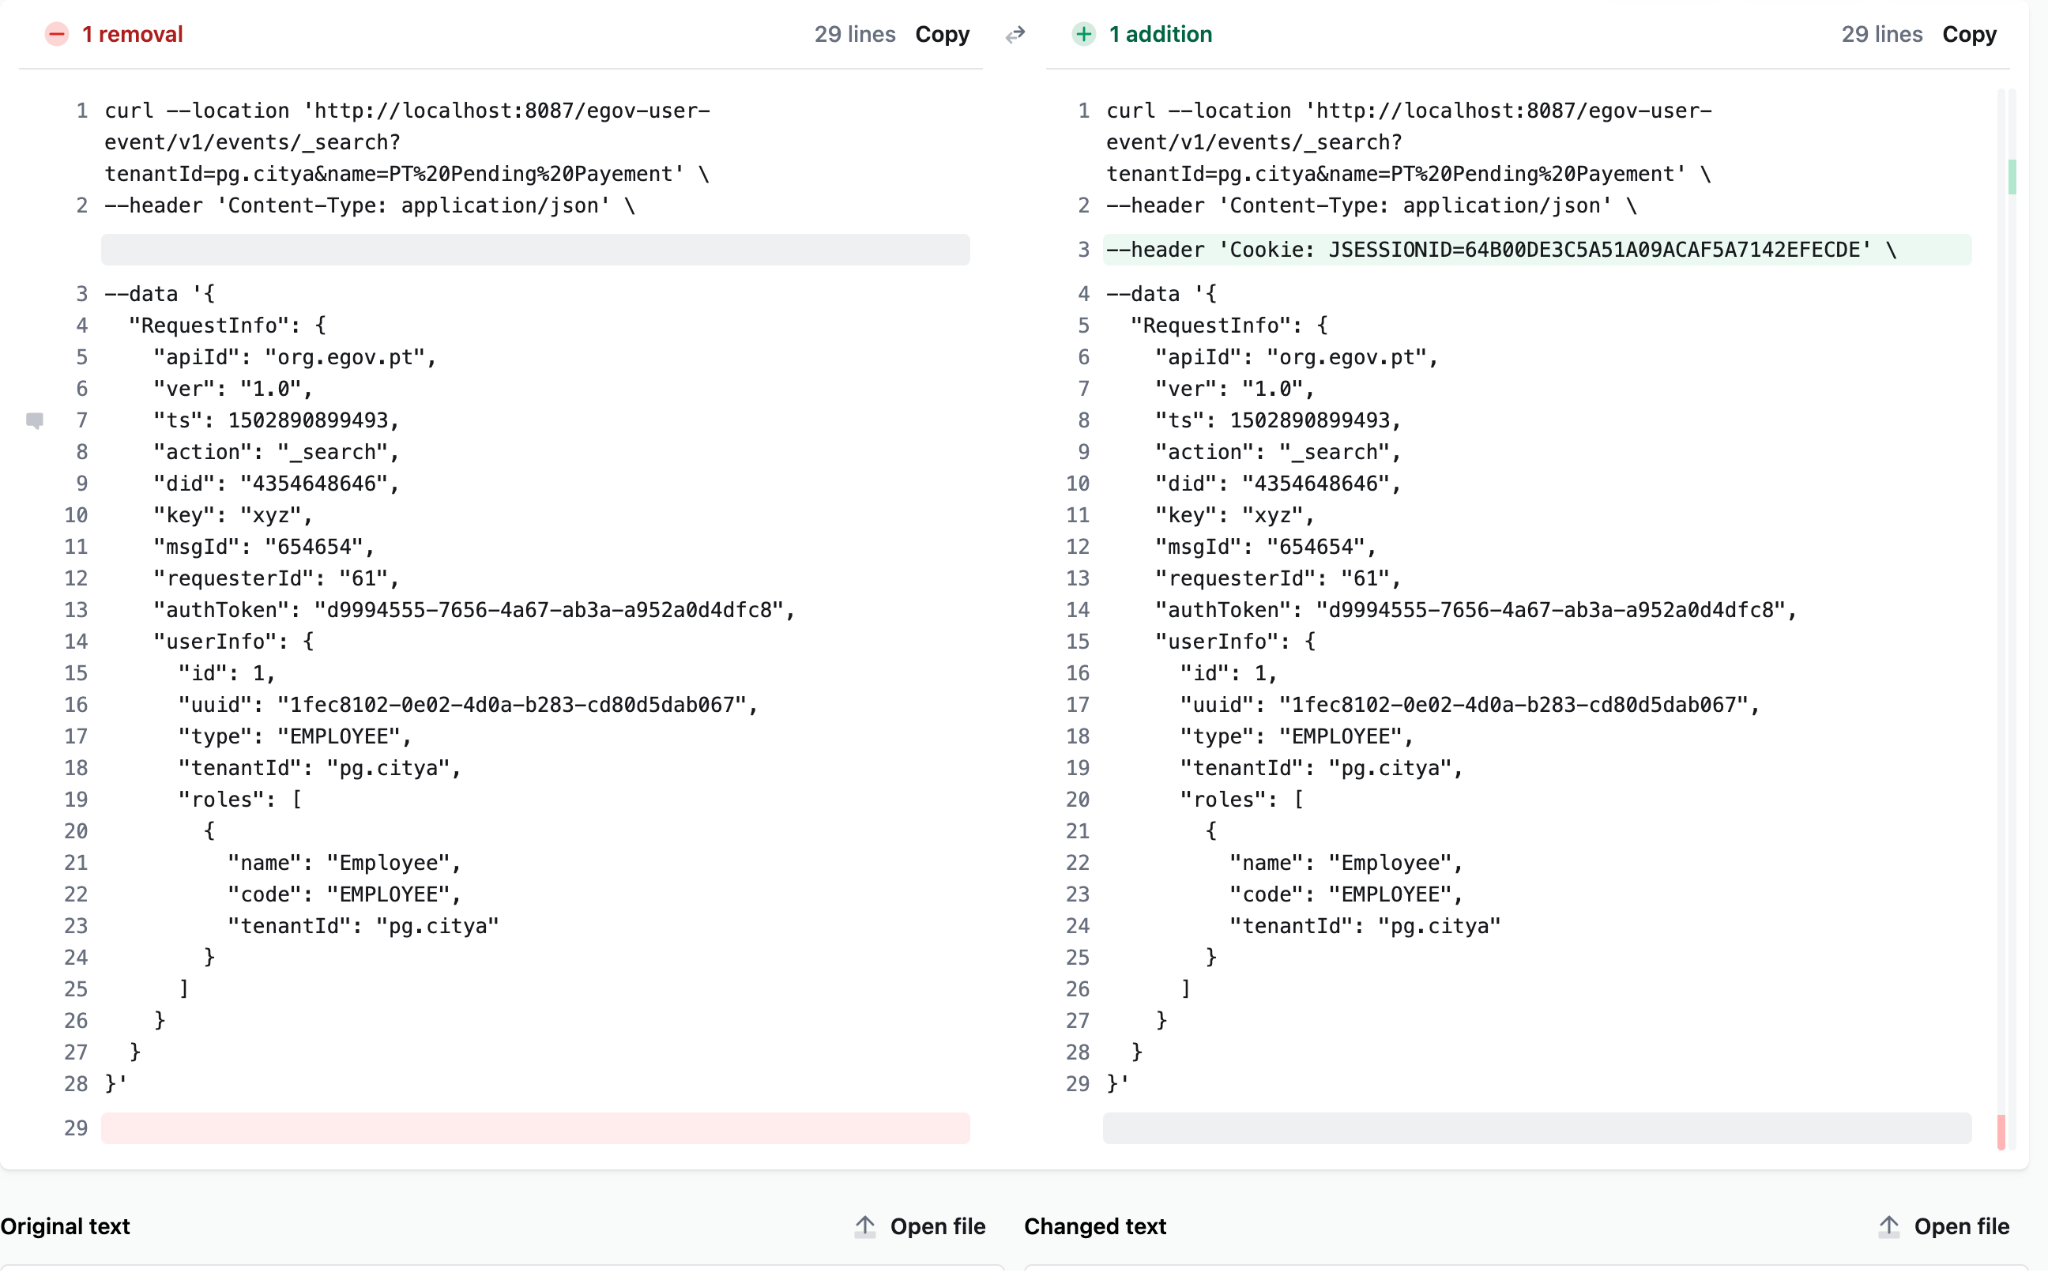 1 removal
29 lines Copy
1 curl --location 'http://localhost:8087/egov-user-
event/v1/events/_search?
tenantId=pg.citya&name=PT%20Pending%20Payement' \
2 --header 'Content-Type: application/json' \
3 --data '{
4 "RequestInfo": {
5 "apiId": "org.egov.pt",
6 "ver": "1.0",
7 "ts": 1502890899493,
8 "action": "_search",
9 "did": "4354648646",
10 "key": "xyz",
11 "msgId": "654654",
12 "requesterId": "61",
13 "authToken": "d9994555-7656-4a67-ab3a-a952a0d4dfc8",
14 "userInfo": {
15 "id": 1,
16 "uuid": "1fec8102-0e02-4d0a-b283-cd80d5dab067",
17 "type": "EMPLOYEE",
18 "tenantId": "pg.citya",
19 "roles": [
20 {
21 "name": "Employee",
22 "code": "EMPLOYEE",
23 "tenantId": "pg.citya"
24 }
25 ]
26 }
27 }
28 }'
29
1 addition
29 lines Copy
1 curl --location 'http://localhost:8087/egov-user-
event/v1/events/_search?
tenantId=pg.citya&name=PT%20Pending%20Payement' \
2 --header 'Content-Type: application/json' \
3 --header 'Cookie: JSESSIONID=64B00DE3C5A51A09ACAF5A7142EFECDE' \
4 --data '{
5 "RequestInfo": {
6 "apiId": "org.egov.pt",
7 "ver": "1.0",
8 "ts": 1502890899493,
9 "action": "_search",
10 "did": "4354648646",
11 "key": "xyz",
12 "msgId": "654654",
13 "requesterId": "61",
14 "authToken": "d9994555-7656-4a67-ab3a-a952a0d4dfc8",
15 "userInfo": {
16 "id": 1,
17 "uuid": "1fec8102-0e02-4d0a-b283-cd80d5dab067",
18 "type": "EMPLOYEE",
19 "tenantId": "pg.citya",
20 "roles": [
21 {
22 "name": "Employee",
23 "code": "EMPLOYEE",
24 "tenantId": "pg.citya"
25 }
26 ]
27 }
28 }
29 }'
Original text
Open file
Changed text
Open file